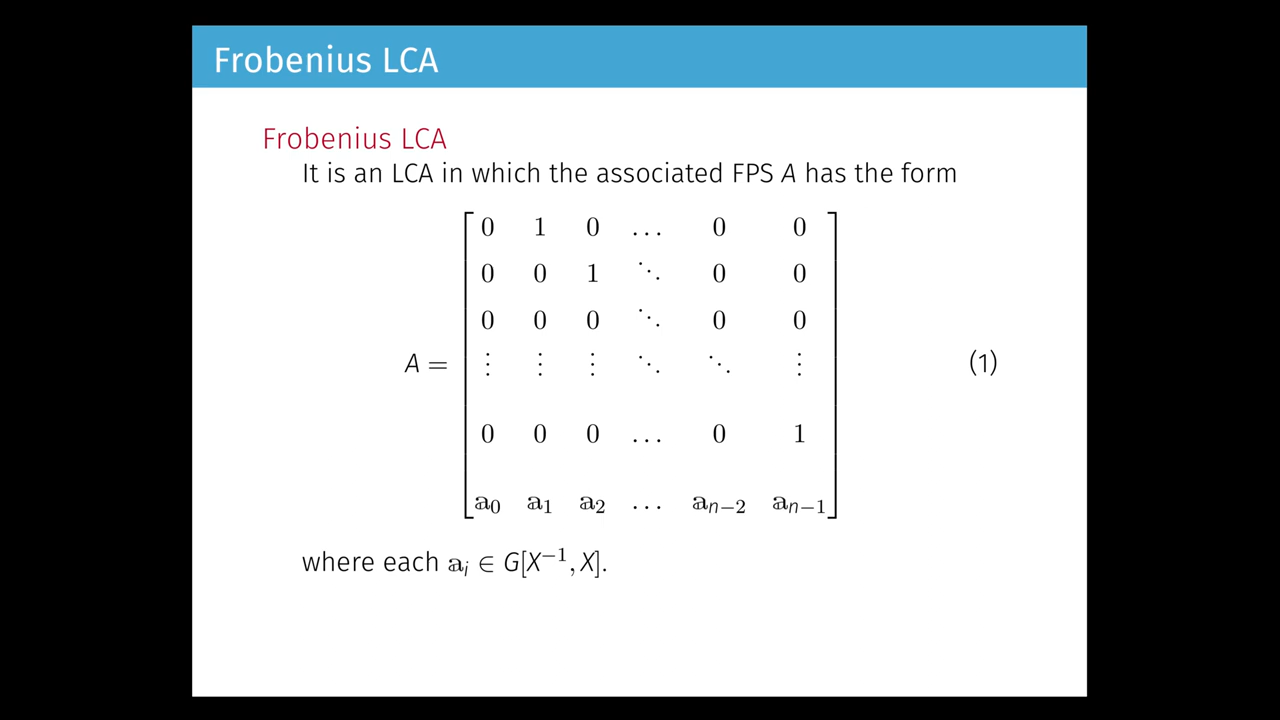 Frobenius LCA
Frobenius LCA
It is an LCA in which the associated FPS A has the form
0 1 0 … 0 0
0 0 1 ⋱ 0 0
0 0 0 ⋱ 0 0
A = ⋮ ⋮ ⋮ ⋱ ⋱ ⋮ (1)
0 0 0 … 0 1
𝕒₀ 𝕒₁ 𝕒₂ … 𝕒ₙ₋₂ 𝕒ₙ₋₁
where each 𝕒ᵢ ∈ G[X⁻¹, X].